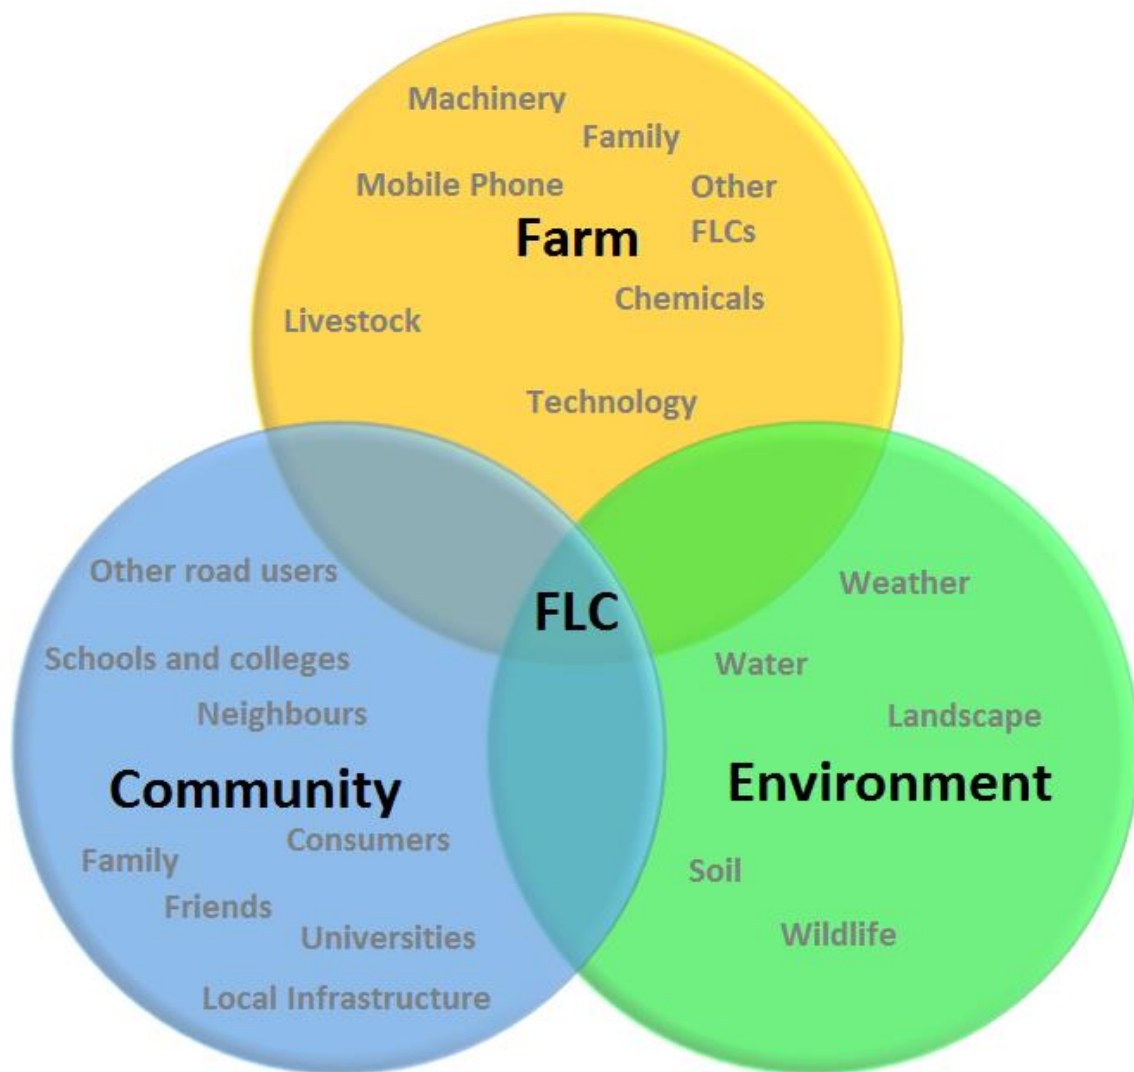 Machinery
Family
Mobile Phone
Other
FLCs
Farm
Chemicals
Livestock
Technology
Other road users
Schools and colleges
Neighbours
Community
Consumers
Family
Friends
Universities
Local Infrastructure
FLC
Weather
Water
Landscape
Environment
Soil
Wildlife